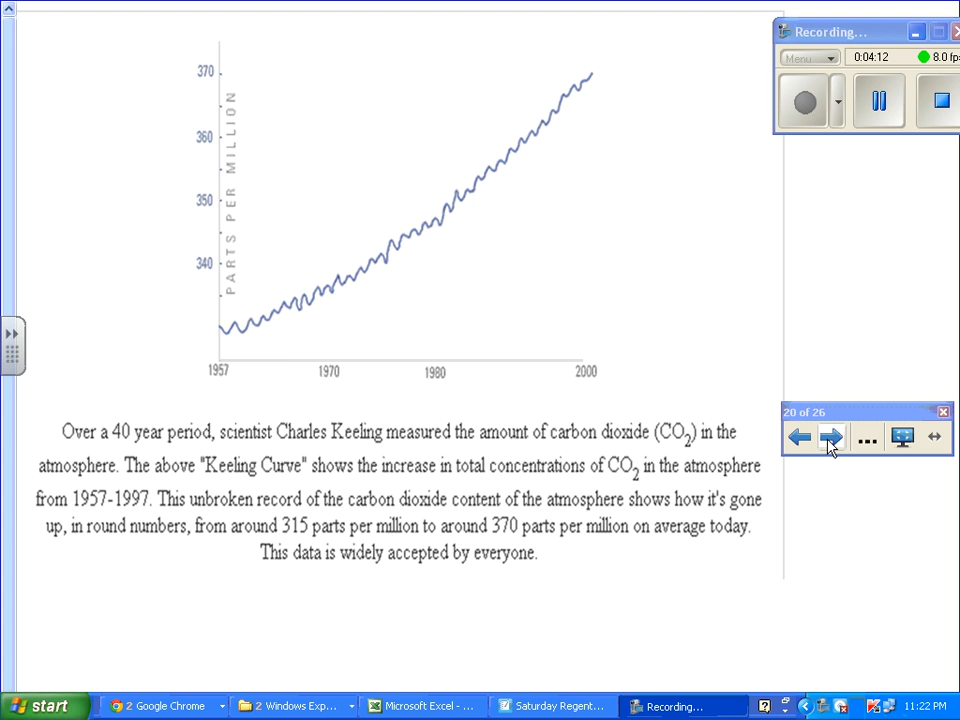 Recording...
Menu
0:04:12
8.0 fp
370
360
350
340
PARTS PER MILLION
1957
1970
1980
2000
20 of 26
Over a 40 year period, scientist Charles Keeling measured the amount of carbon dioxide (CO2) in the
atmosphere. The above "Keeling Curve" shows the increase in total concentrations of CO2 in the atmosphere
from 1957-1997. This unbroken record of the carbon dioxide content of the atmosphere shows how it's gone
up, in round numbers, from around 315 parts per million to around 370 parts per million on average today.
This data is widely accepted by everyone.
start
2 Google Chrome
2 Windows Exp...
Microsoft Excel - ...
Saturday Regent...
Recording...
11:22 PM